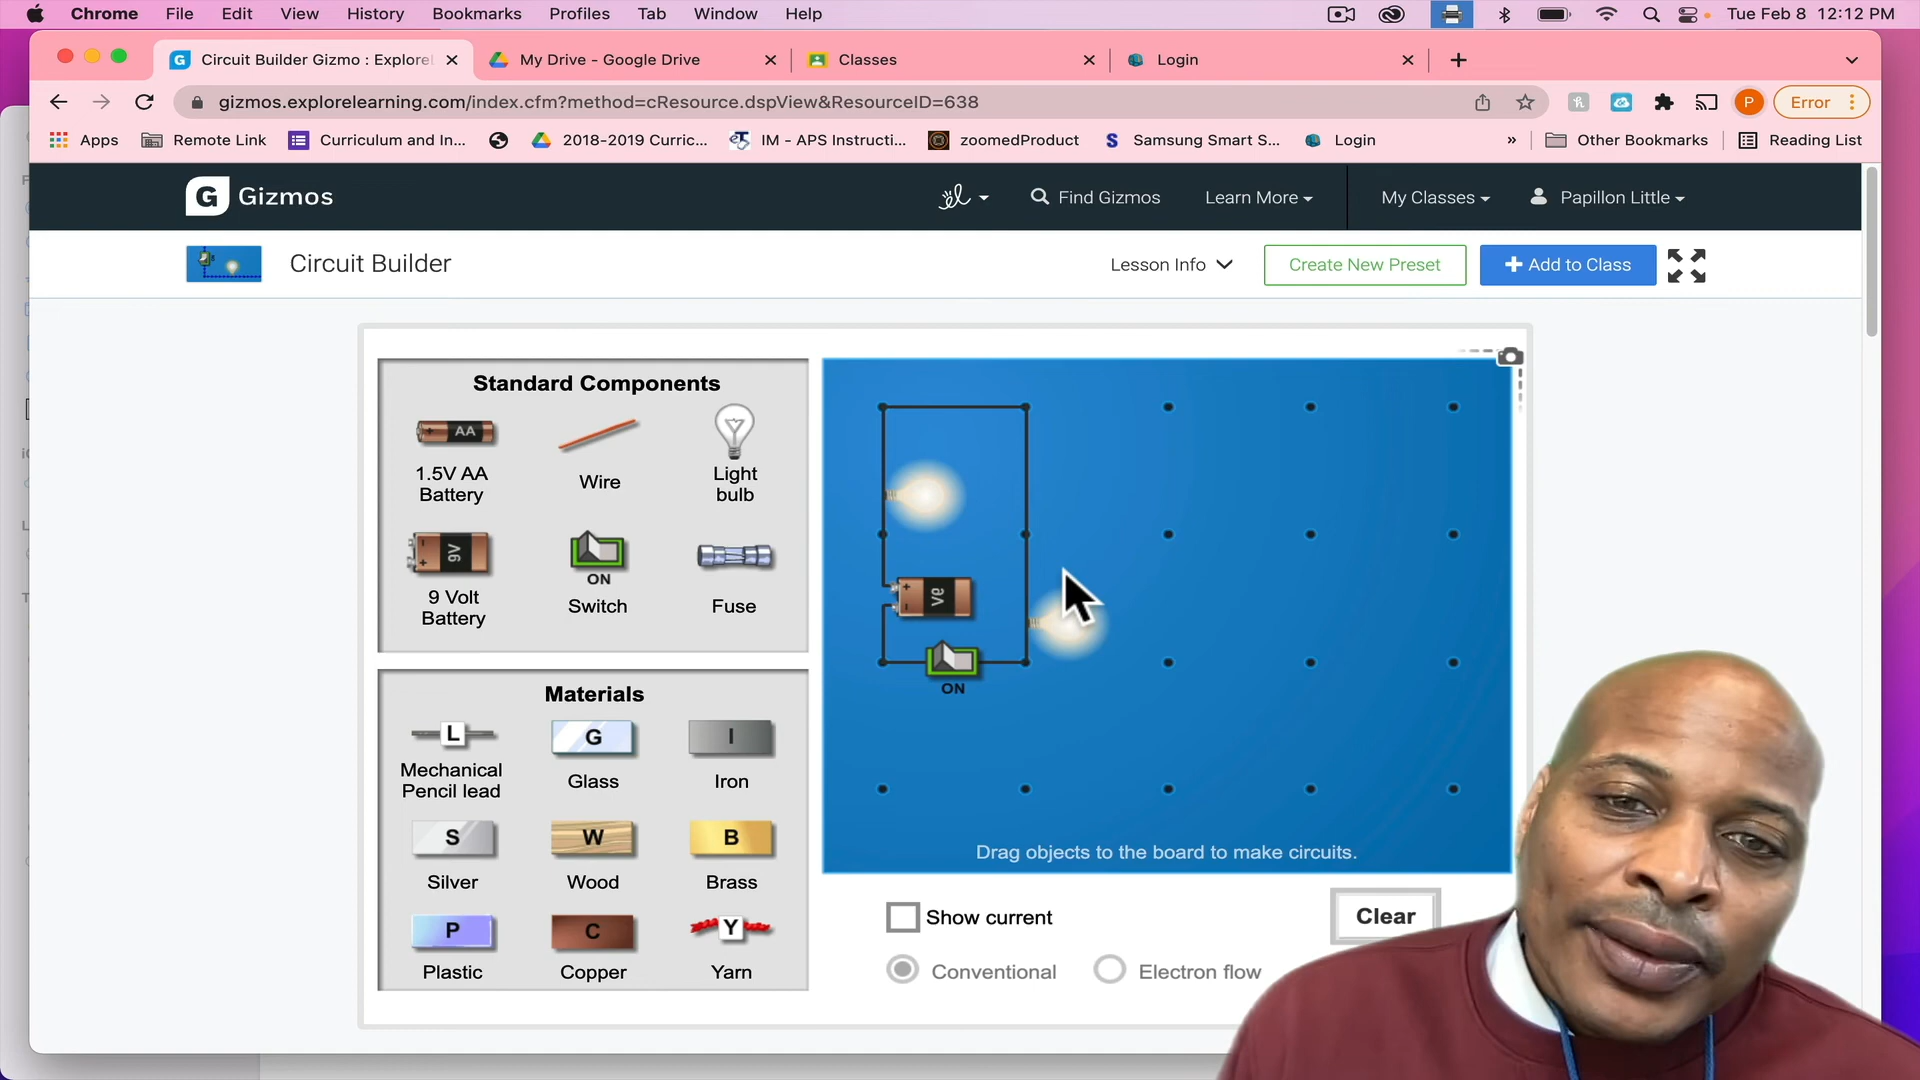 Chrome File Edit View History Bookmarks Profiles Tab Window Help Tue Feb 8 12:12 PM
Circuit Builder Gizmo : Explorel My Drive - Google Drive Classes Login
gizmos.explorelearning.com/index.cfm?method=cResource.dspView&ResourceID=638 P Error
Apps Remote Link Curriculum and In... 2018-2019 Curric... IM - APS Instructi... zoomedProduct S Samsung Smart S... Login » Other Bookmarks Reading List
G Gizmos el Find Gizmos Learn More My Classes Papillon Little
Circuit Builder Lesson Info Create New Preset + Add to Class
Standard Components
AA
1.5V AA
Battery
Wire
Light
bulb
9V
9 Volt
Battery
ON
Switch
Fuse
Materials
L
Mechanical
Pencil lead
G
Glass
I
Iron
S
Silver
W
Wood
B
Brass
P
Plastic
C
Copper
Y
Yarn
9V
ON
Drag objects to the board to make circuits.
Show current
Clear
Conventional Electron flow